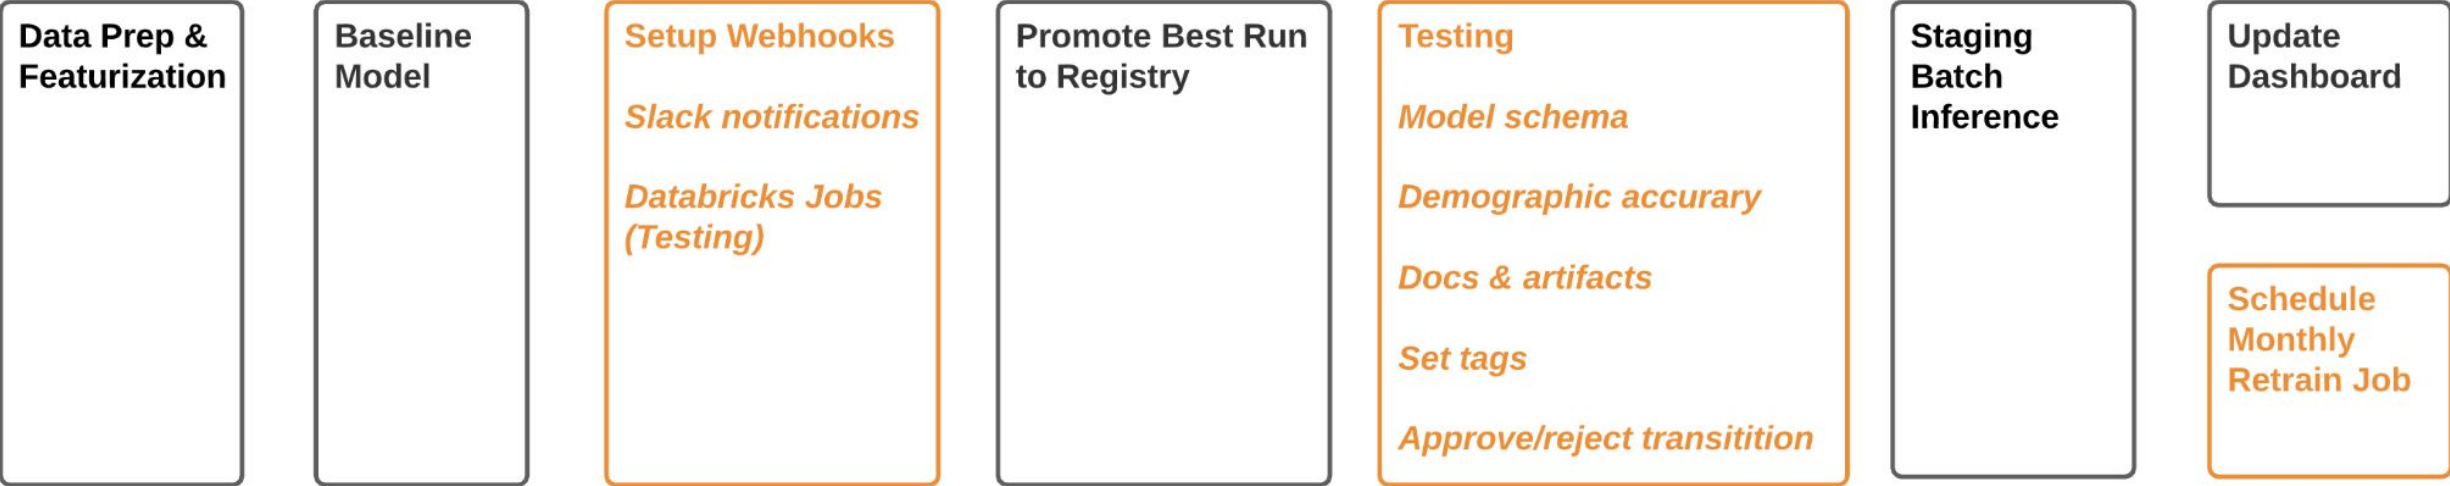 Data Prep &
Featurization
Baseline
Model
Setup Webhooks
Slack notifications
Databricks Jobs
(Testing)
Promote Best Run
to Registry
Testing
Model schema
Demographic accurary
Docs & artifacts
Set tags
Approve/reject transitition
Staging
Batch
Inference
Update
Dashboard
Schedule
Monthly
Retrain Job